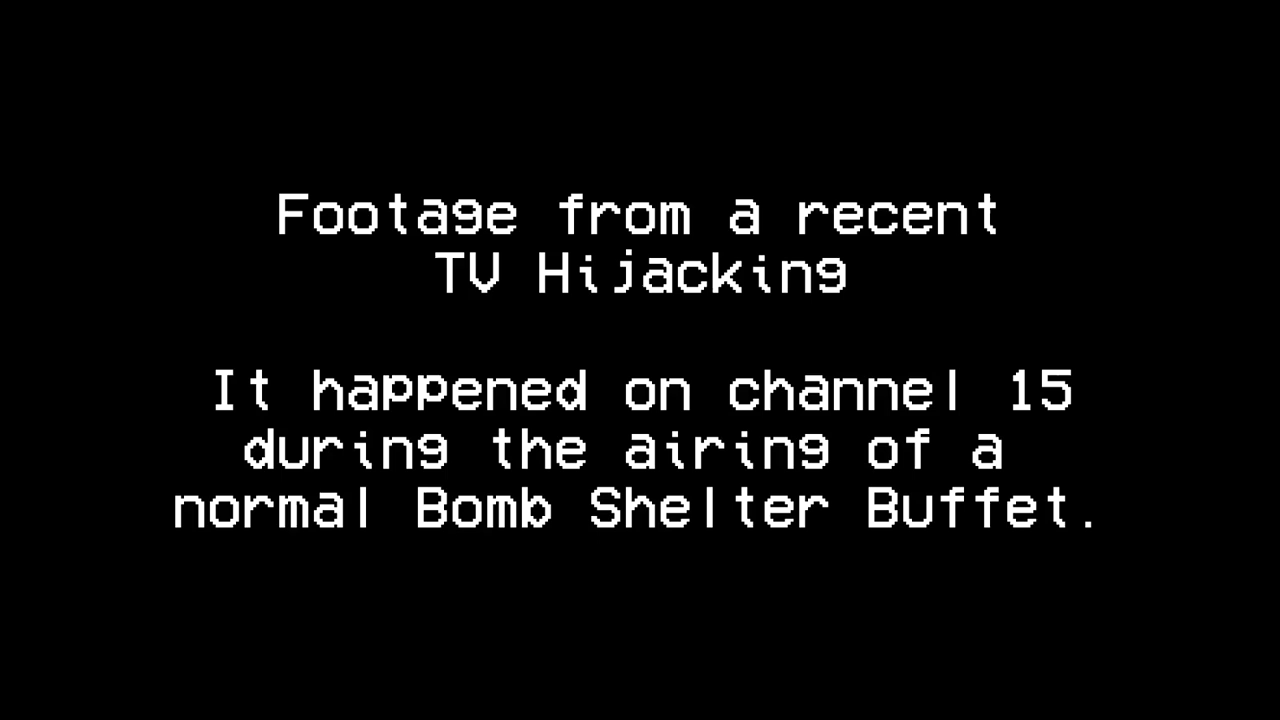 Footage from a recent
TV Hijacking
It happened on channel 15
during the airing of a
normal Bomb Shelter Buffet.